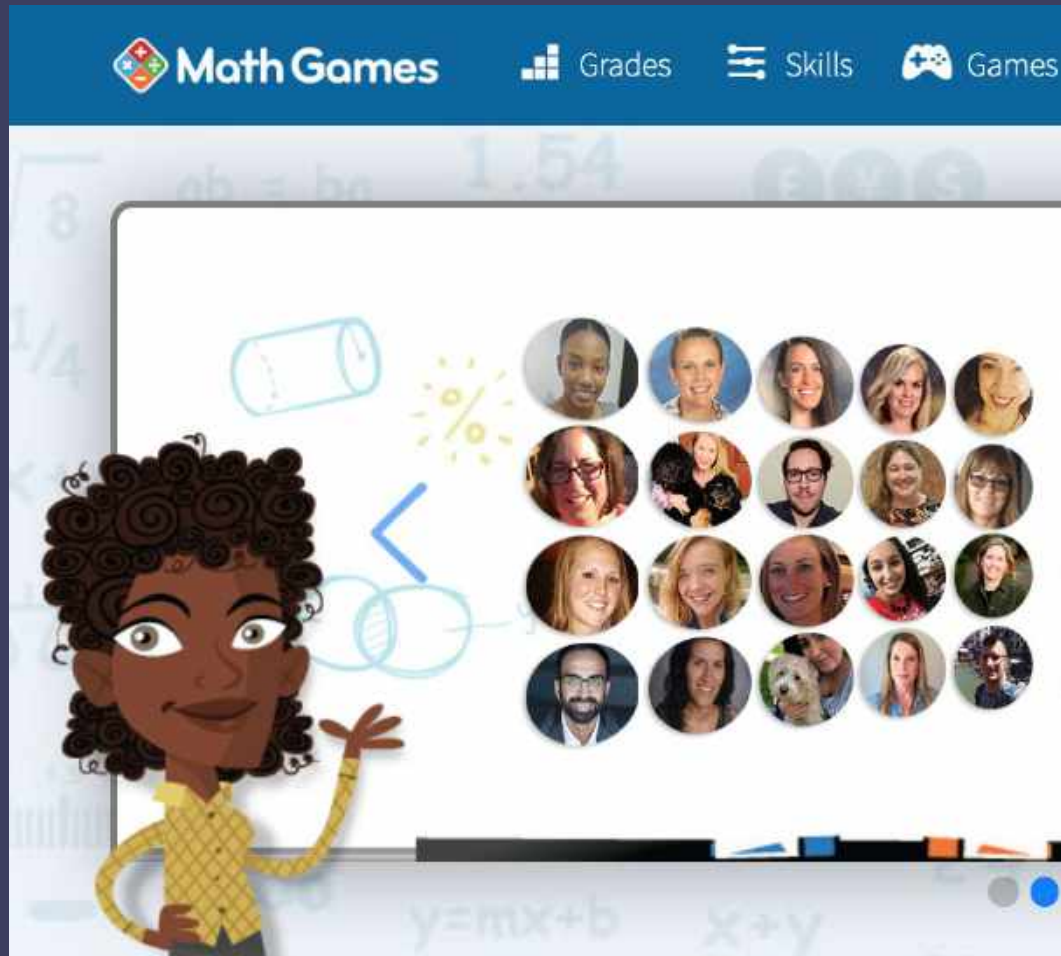 Math Games Grades Skills Games
1.54
8 ab = ba
1/4
%
y=mx+b x+y